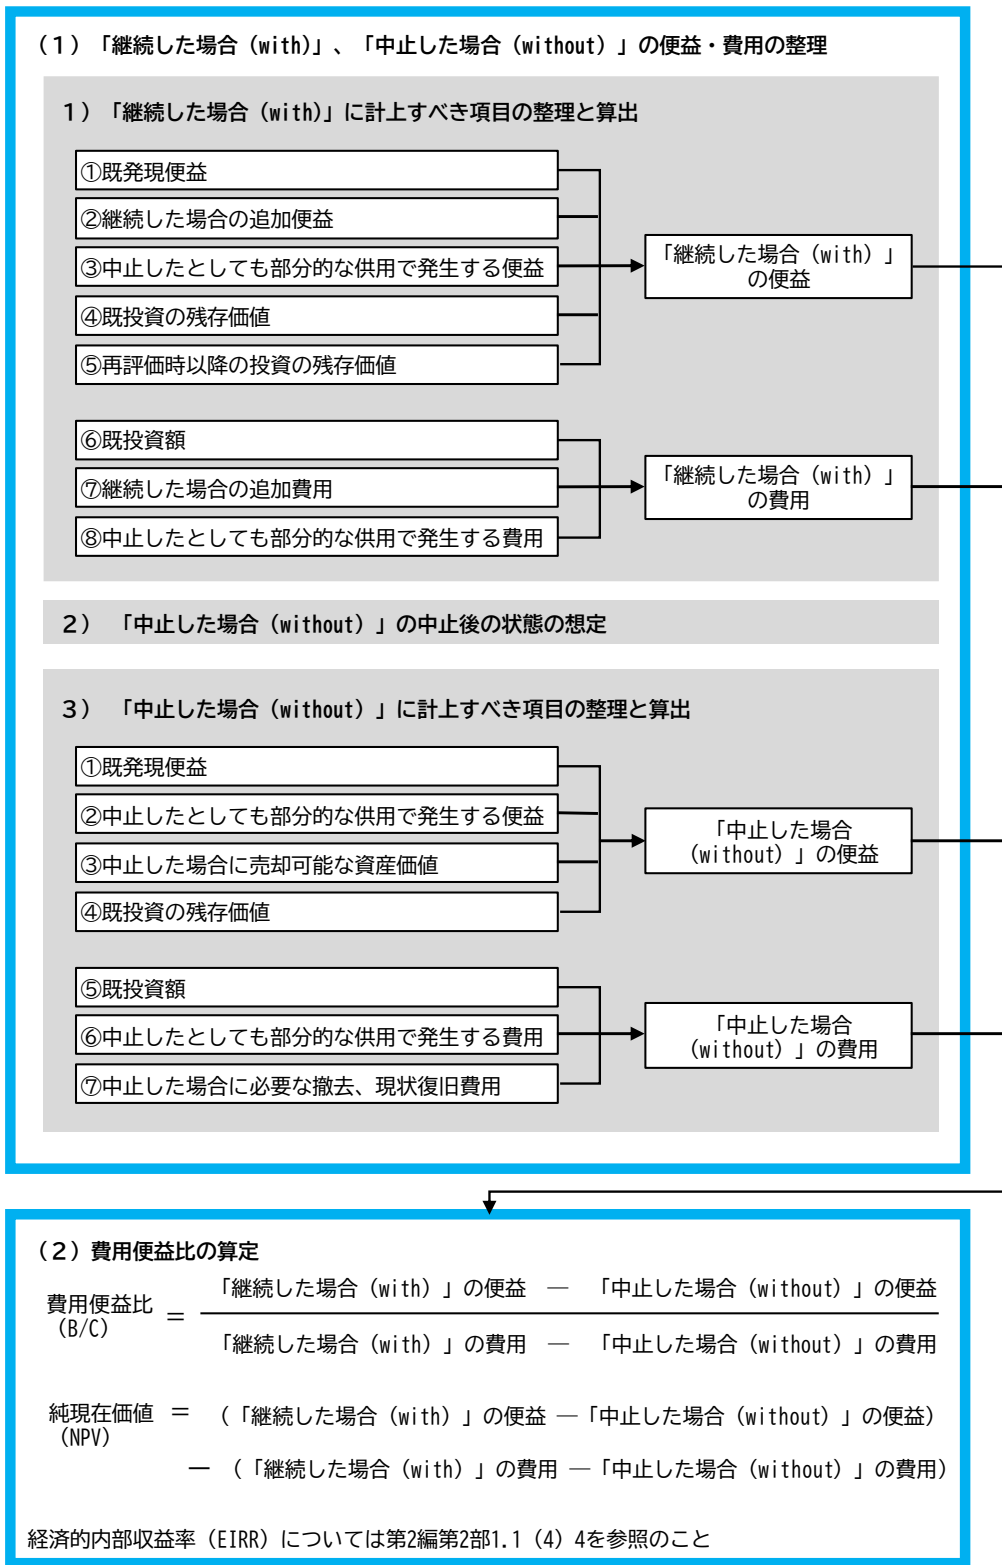 （１）「継続した場合（with）」、「中止した場合（without）」の便益・費用の整理
１）「継続した場合（with）」に計上すべき項目の整理と算出
①既発現便益
②継続した場合の追加便益
③中止したとしても部分的な供用で発生する便益
④既投資の残存価値
⑤再評価時以降の投資の残存価値
「継続した場合（with）」
の便益
⑥既投資額
⑦継続した場合の追加費用
⑧中止したとしても部分的な供用で発生する費用
「継続した場合（with）」
の費用
２） 「中止した場合（without）」の中止後の状態の想定
３） 「中止した場合（without）」に計上すべき項目の整理と算出
①既発現便益
②中止したとしても部分的な供用で発生する便益
③中止した場合に売却可能な資産価値
④既投資の残存価値
「中止した場合
（without）」の便益
⑤既投資額
⑥中止したとしても部分的な供用で発生する費用
⑦中止した場合に必要な撤去、現状復旧費用
「中止した場合
（without）」の費用
（２）費用便益比の算定
費用便益比
（B/C）
＝
「継続した場合（with）」の便益 ― 「中止した場合（without）」の便益
「継続した場合（with）」の費用 ― 「中止した場合（without）」の費用
純現在価値 ＝ （「継続した場合（with）」の便益 ―「中止した場合（without）」の便益）
（NPV）
― （「継続した場合（with）」の費用 ―「中止した場合（without）」の費用）
経済的内部収益率（EIRR）については第2編第2部1.1（4）4を参照のこと